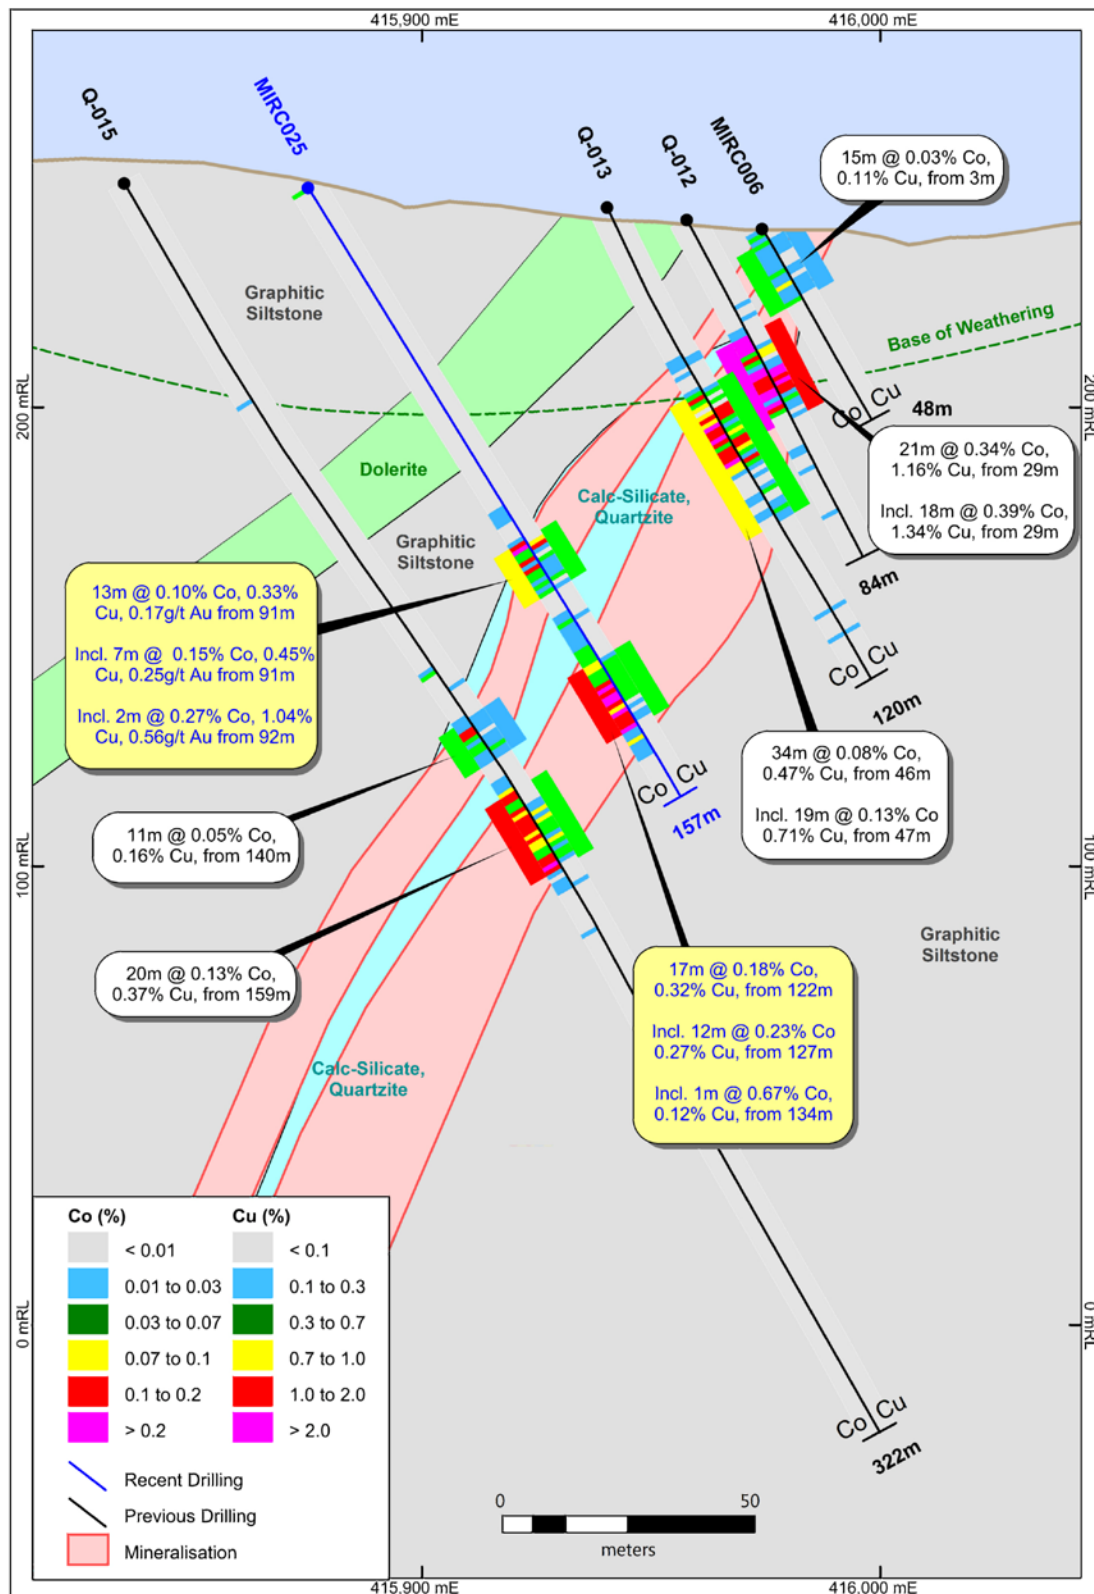 415,900 mE
416,000 mE
Q-015
MIRC025
Q-013
Q-012
MIRC006
15m @ 0.03% Co,
0.11% Cu, from 3m
Graphitic
Siltstone
Base of Weathering
200 mRL
200 mRL
Co Cu
48m
Dolerite
Calc-Silicate,
Quartzite
21m @ 0.34% Co,
1.16% Cu, from 29m
Incl. 18m @ 0.39% Co,
1.34% Cu, from 29m
Graphitic
Siltstone
84m
13m @ 0.10% Co, 0.33%
Cu, 0.17g/t Au from 91m
Incl. 7m @ 0.15% Co, 0.45%
Cu, 0.25g/t Au from 91m
Incl. 2m @ 0.27% Co, 1.04%
Cu, 0.56g/t Au from 92m
Co Cu
120m
34m @ 0.08% Co,
0.47% Cu, from 46m
Incl. 19m @ 0.13% Co
0.71% Cu, from 47m
Co Cu
157m
11m @ 0.05% Co,
0.16% Cu, from 140m
100 mRL
100 mRL
Graphitic
Siltstone
20m @ 0.13% Co,
0.37% Cu, from 159m
17m @ 0.18% Co,
0.32% Cu, from 122m
Incl. 12m @ 0.23% Co
0.27% Cu, from 127m
Incl. 1m @ 0.67% Co,
0.12% Cu, from 134m
Calc-Silicate,
Quartzite
0 mRL
0 mRL
Co (%)
Cu (%)
< 0.01
< 0.1
0.01 to 0.03
0.1 to 0.3
0.03 to 0.07
0.3 to 0.7
0.07 to 0.1
0.7 to 1.0
0.1 to 0.2
1.0 to 2.0
> 0.2
> 2.0
Co Cu
322m
Recent Drilling
Previous Drilling
Mineralisation
0
50
meters
415,900 mE
416,000 mE